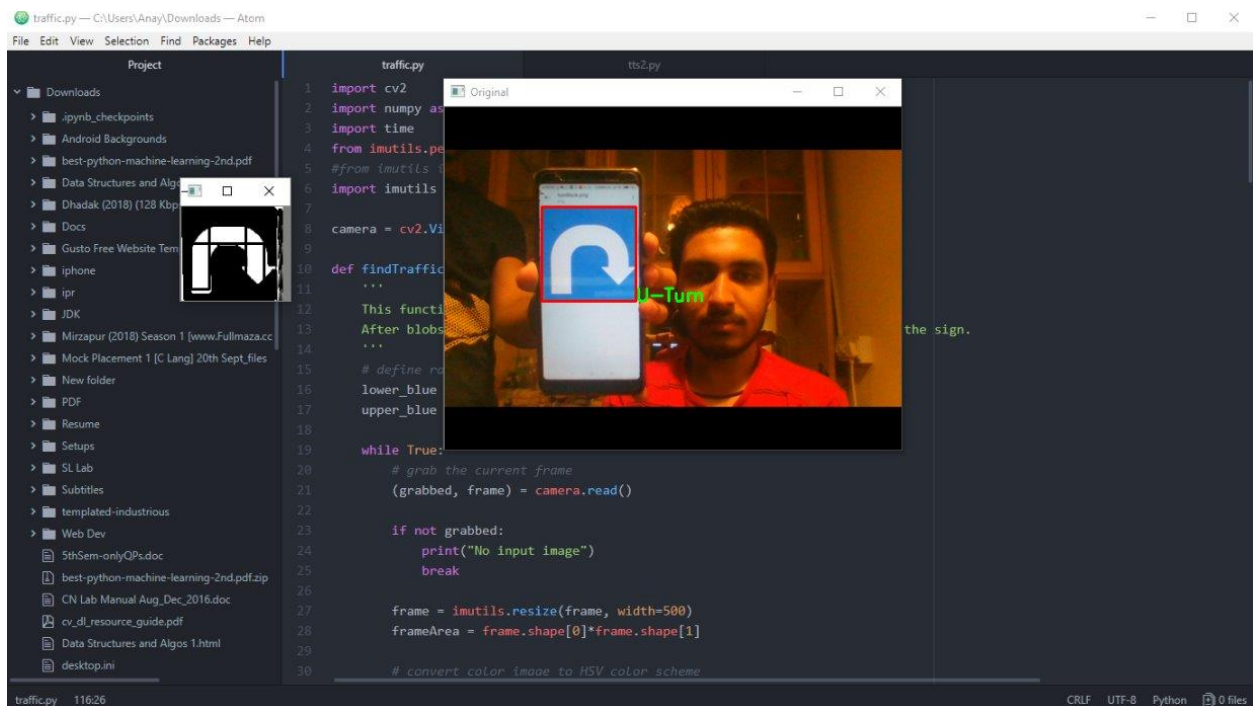 traffic.py — C:\Users\Anay\Downloads — Atom
File Edit View Selection Find Packages Help
Project
Downloads
.ipynb_checkpoints
Android Backgrounds
best-python-machine-learning-2nd.pdf
Data Structures and Algo
Dhadak (2018) (128 Kbp
Docs
Gusto Free Website Tem
iphone
ipr
JDK
Mirzapur (2018) Season 1 [www.Fullmaza.cc
Mock Placement 1 [C Lang] 20th Sept_files
New folder
PDF
Resume
Setups
SL Lab
Subtitles
templated-industrious
Web Dev
5thSem-onlyQPs.doc
best-python-machine-learning-2nd.pdf.zip
CN Lab Manual Aug_Dec_2016.doc
cv_dl_resource_guide.pdf
Data Structures and Algos 1.html
desktop.ini
traffic.py tts2.py
1 import cv2
2 import numpy as
3 import time
4 from imutils.pe
5 #from imutils i
6 import imutils
7
8 camera = cv2.Vi
9
10 def findTraffic
11 '''
12 This functi
13 After blobs the sign.
14 '''
15 # define ra
16 lower_blue
17 upper_blue
18
19 while True:
20 # grab the current frame
21 (grabbed, frame) = camera.read()
22
23 if not grabbed:
24 print("No input image")
25 break
26
27 frame = imutils.resize(frame, width=500)
28 frameArea = frame.shape[0]*frame.shape[1]
29
30 # convert color image to HSV color scheme
Original
U-Turn
traffic.py 116:26 CRLF UTF-8 Python 0 files